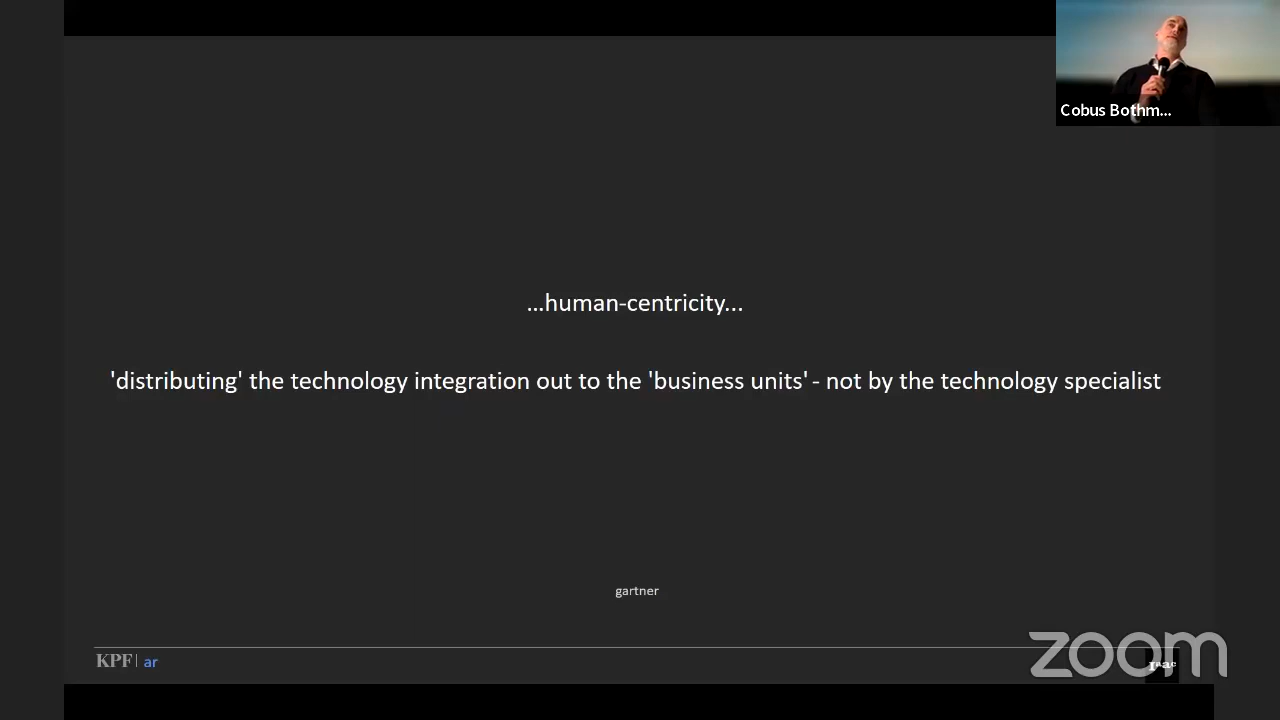 Cobus Bothm...
...human-centricity...
'distributing' the technology integration out to the 'business units' - not by the technology specialist
gartner
KPF | ar
zoom